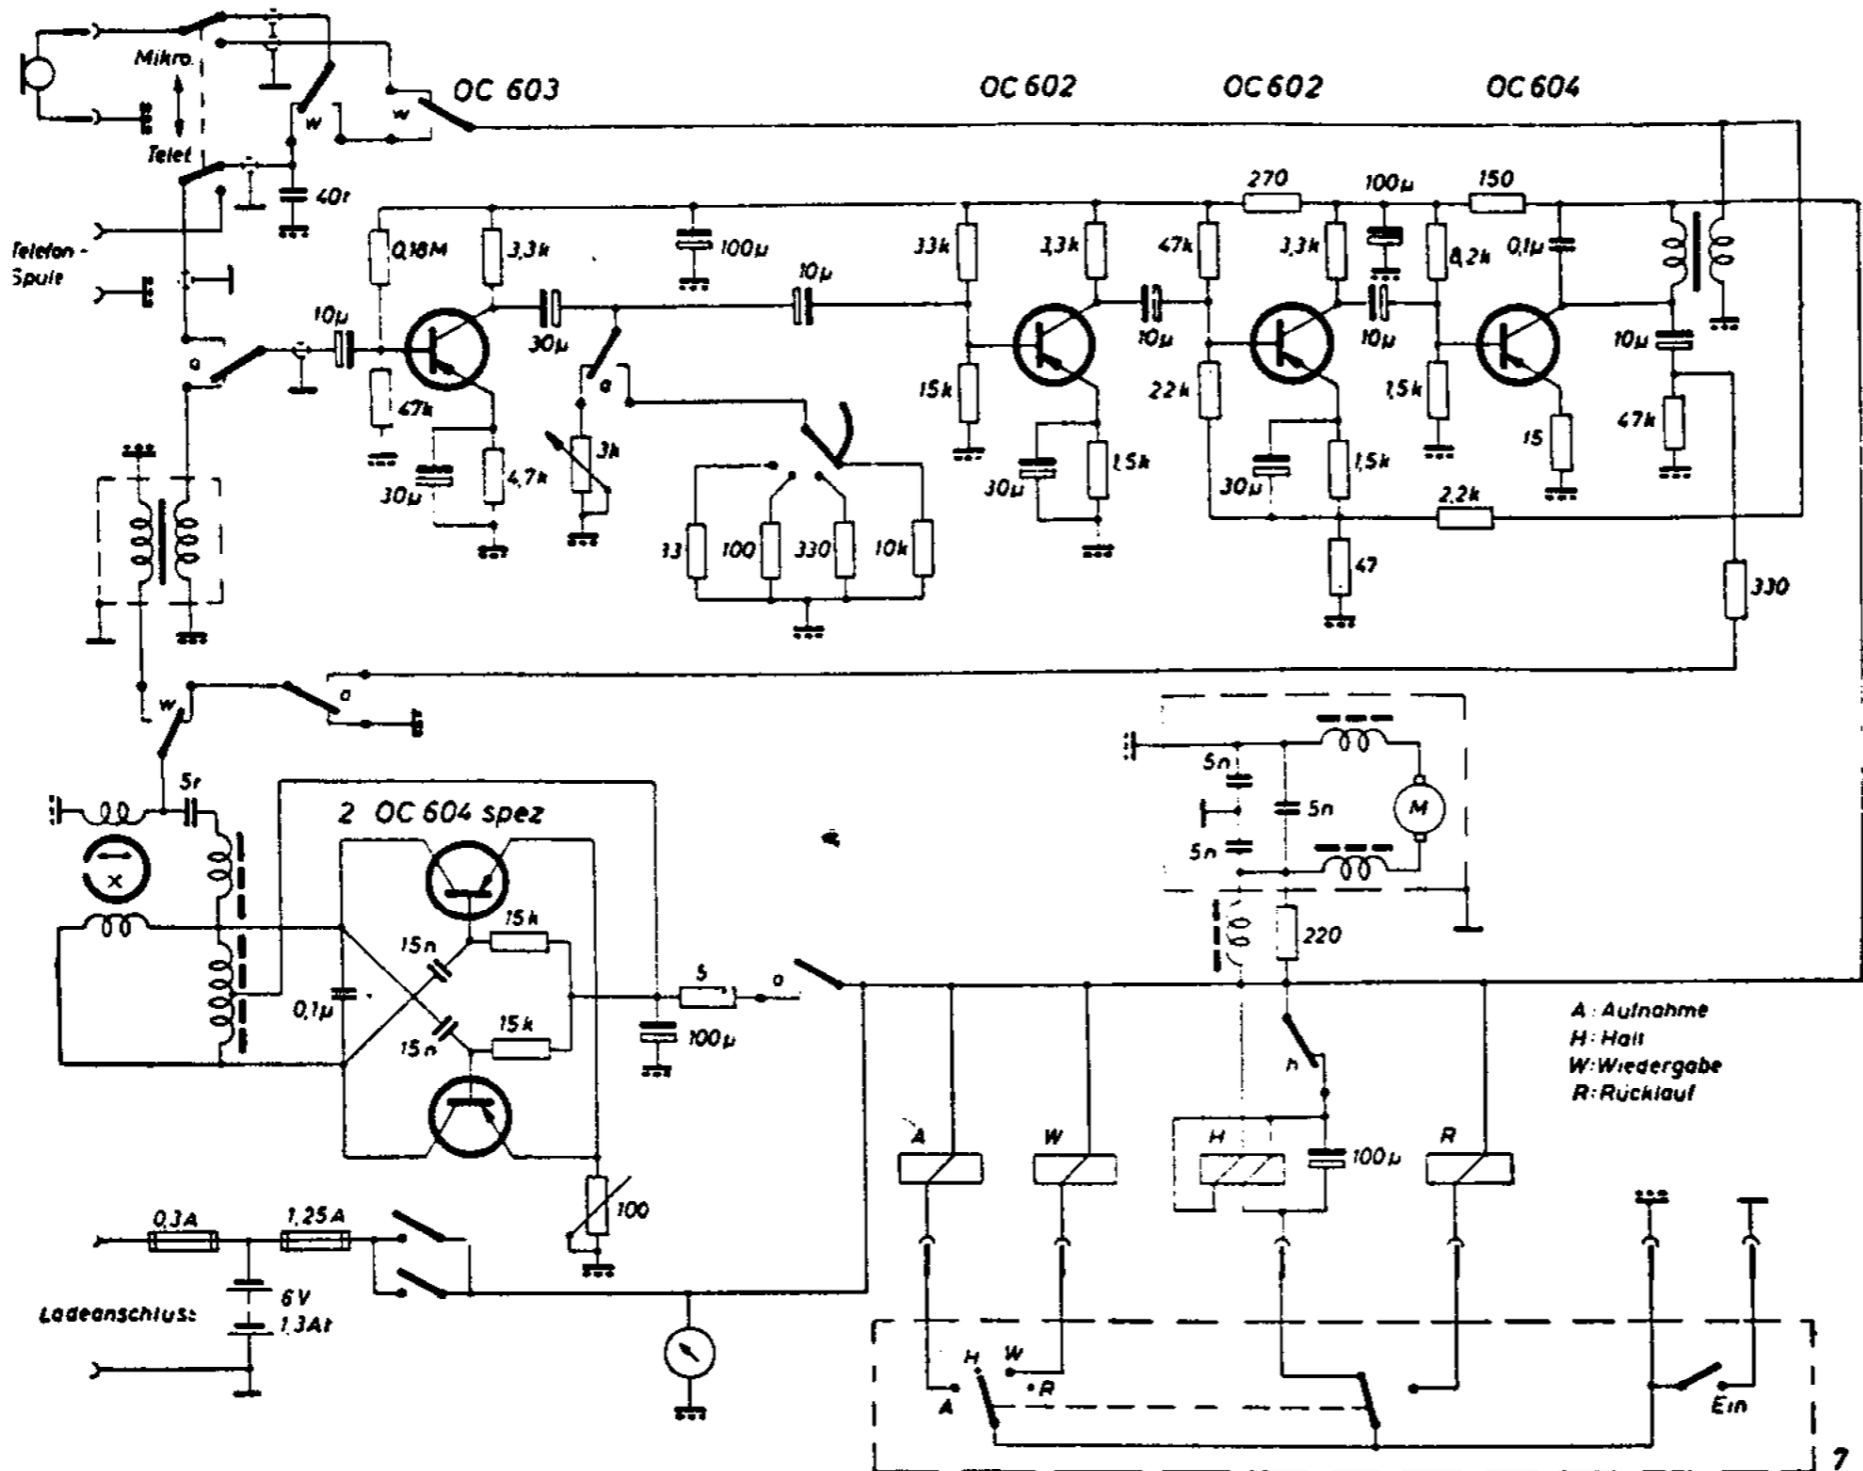 Mikro.
Telef.
Telefon-
Spule
OC 603
OC 602
OC 602
OC 604
w
w
40r
0,18M
3,3k
100µ
33k
3,3k
47k
270
3,3k
100µ
8,2k
150
0,1µ
10µ
30µ
10µ
10µ
10µ
10µ
a
a
47k
30µ
4,7k
3k
100
330
10k
15k
30µ
1,5k
22k
30µ
1,5k
1,5k
15
47k
2,2k
47
330
w
a
5r
2 OC 604 spez
x
15n
15k
0,1µ
15n
15k
5
a
100µ
100
5n
5n
5n
M
220
h
A: Aufnahme
H: Halt
W: Wiedergabe
R: Rücklauf
A
W
H
100µ
R
0,3A
1,25A
6V
Ladeanschluss
H
W
R
A
Ein
7